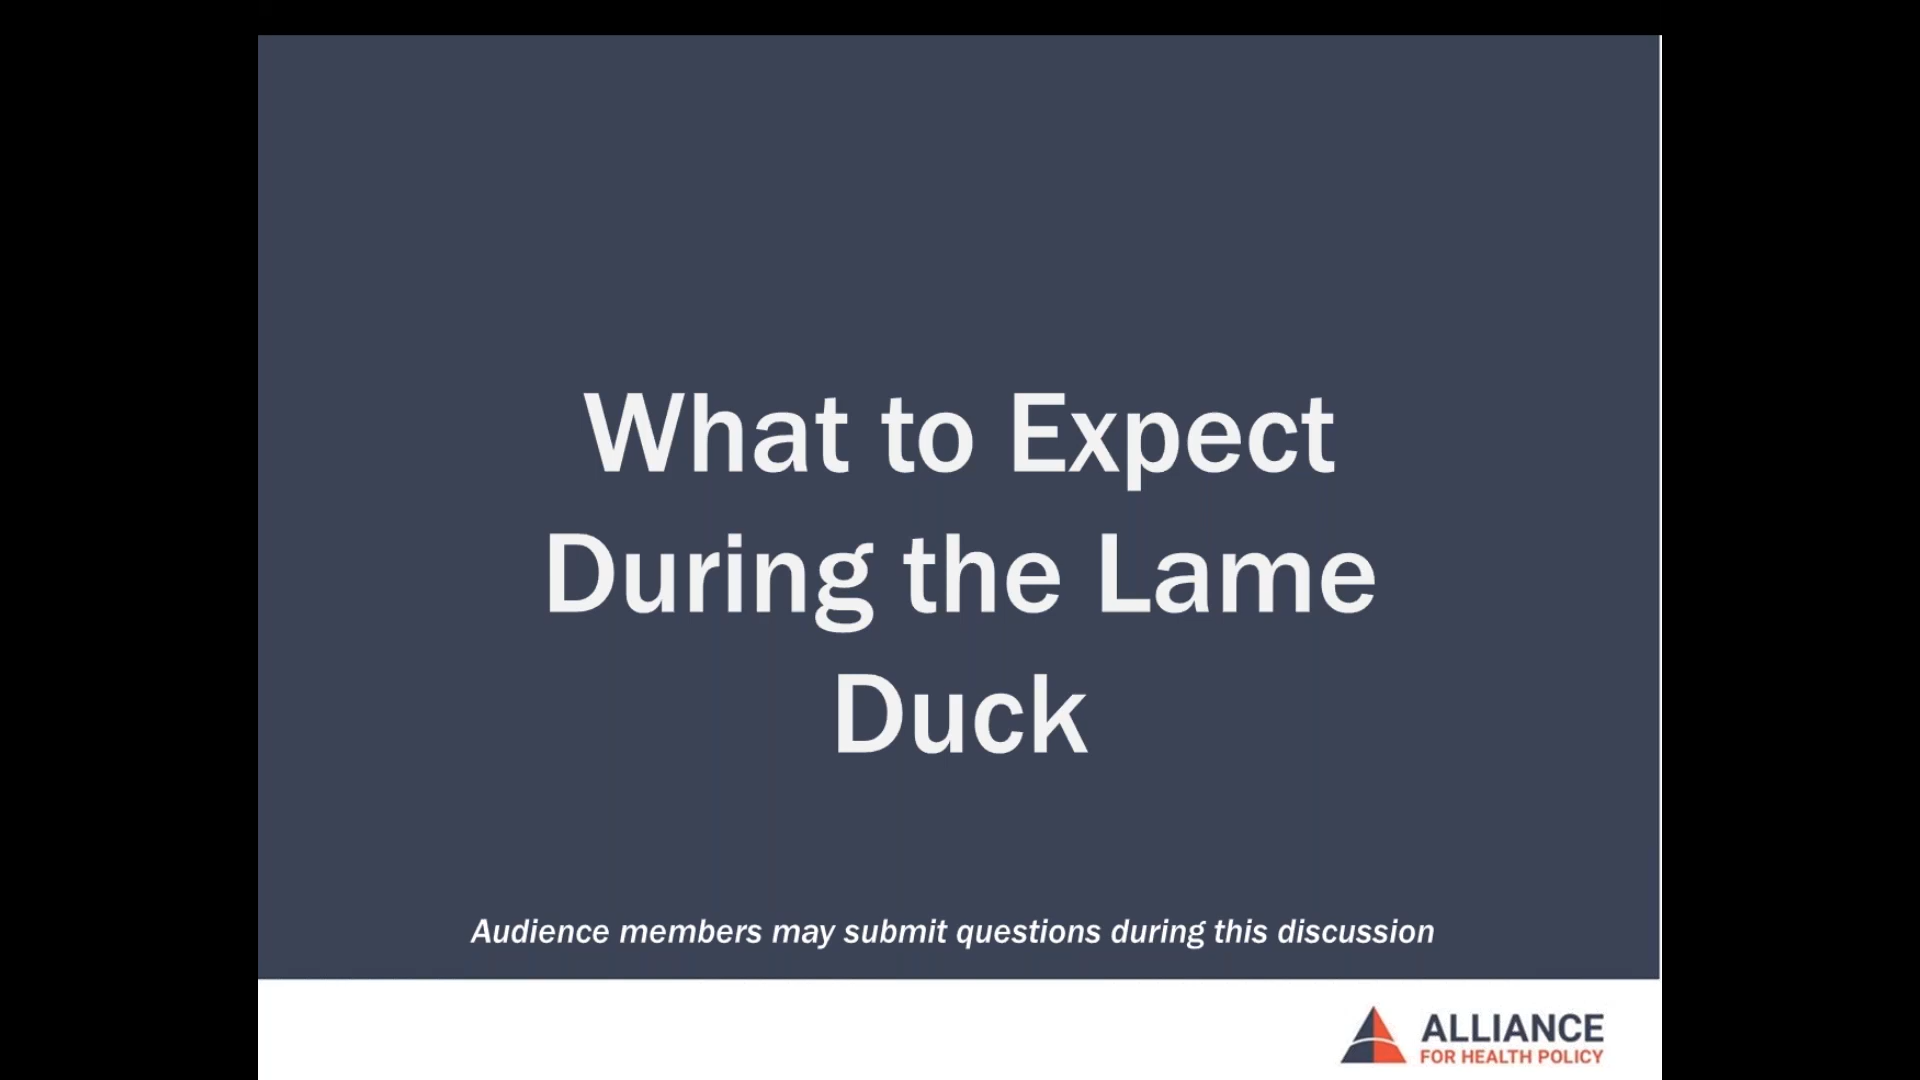 What to Expect
During the Lame
Duck
Audience members may submit questions during this discussion
ALLIANCE
FOR HEALTH POLICY